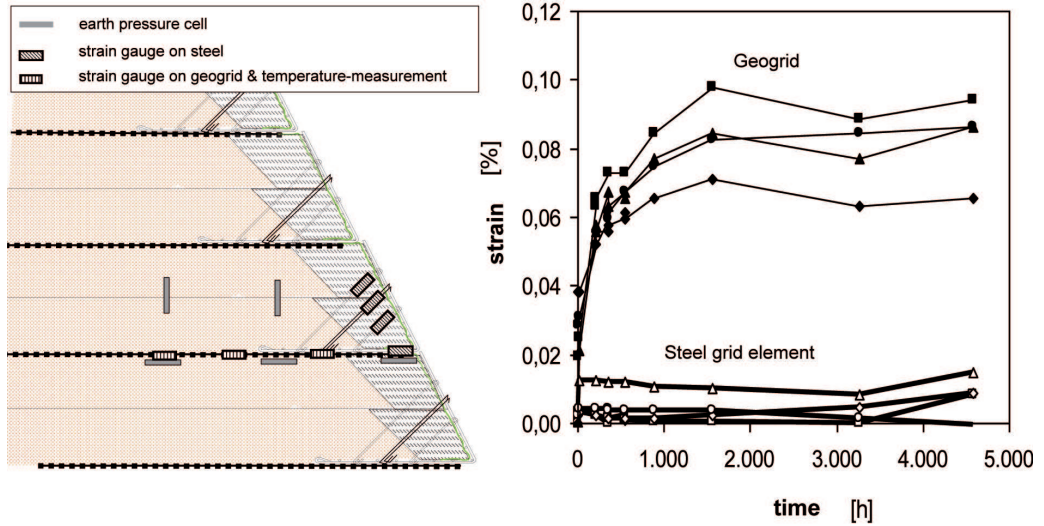 earth pressure cell
strain gauge on steel
strain gauge on geogrid & temperature-measurement
0,12
0,10
0,08
0,06
0,04
0,02
0,00
strain [%]
Geogrid
Steel grid element
0 1.000 2.000 3.000 4.000 5.000
time [h]